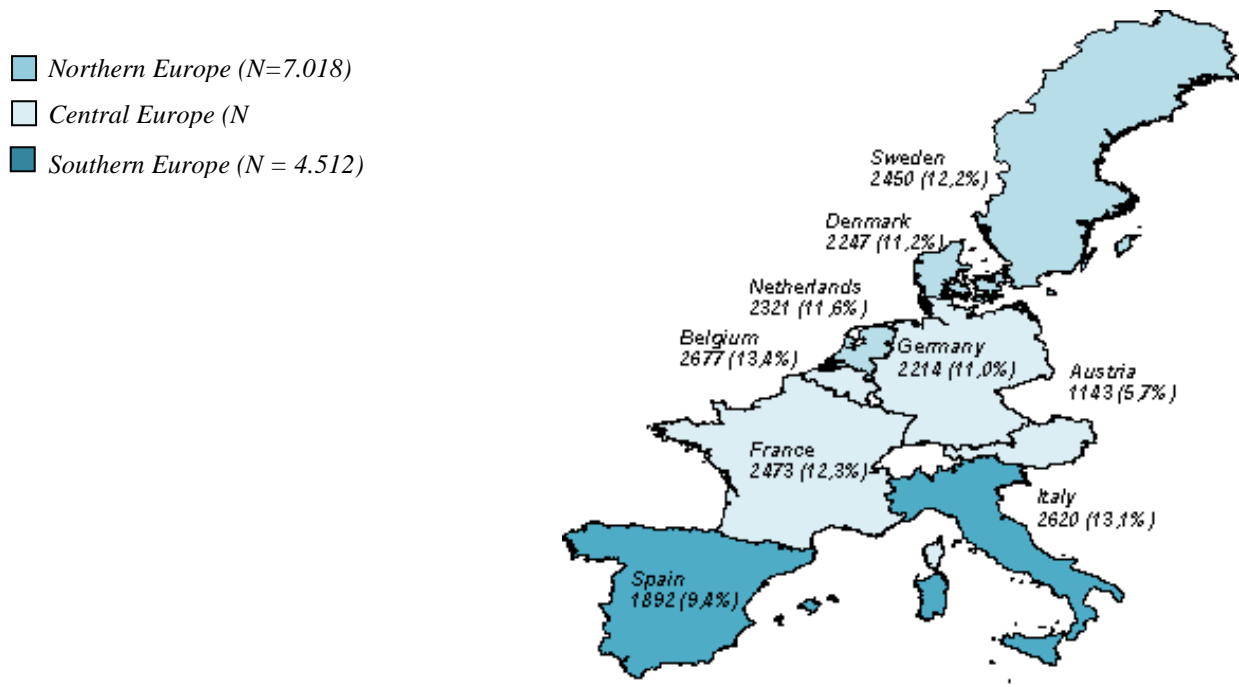 Northern Europe (N=7.018)
Central Europe (N
Southern Europe (N = 4.512)
Sweden
2450 (12,2%)
Denmark
2247 (11,2%)
Netherlands
2321 (11,6%)
Belgium
2677 (13,4%)
Germany
2214 (11,0%)
Austria
1143 (5,7%)
France
2473 (12,3%)
Italy
2620 (13,1%)
Spain
1892 (9,4%)